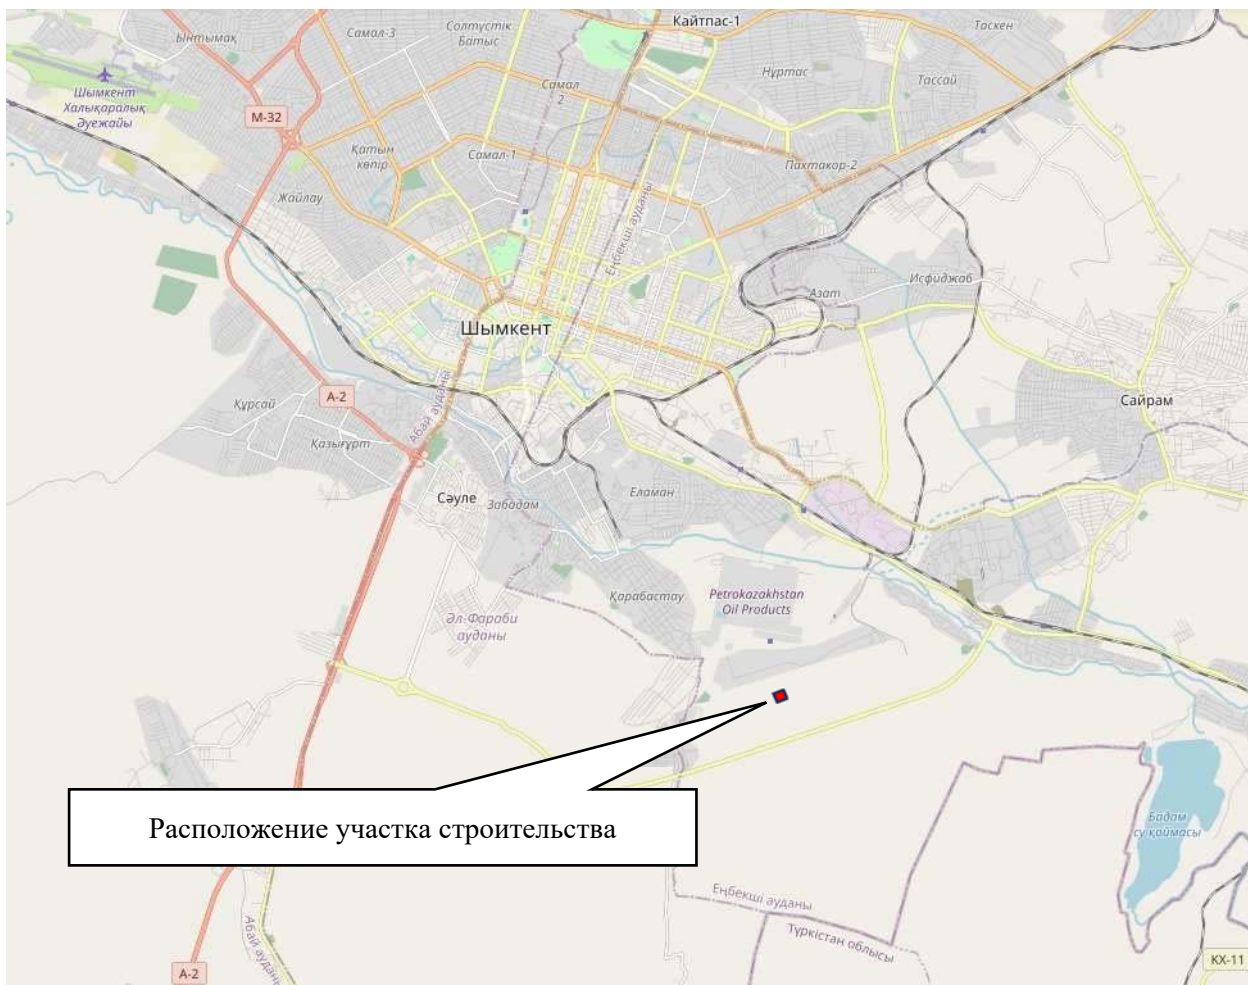 Кайтпас-1
Таскен
Солтүстік
Батыс
Самал-3
Ынтымақ
Нұртас
Тассай
Самал
2
Шымкент
Халықаралық
Әуежайы
М-32
Қатын
көпір
Самал-1
Пахтакор-2
Жайлау
Еңбекші ауданы
Исфиджаб
Азат
Шымкент
А-2
Құрсай
Абай ауданы
Сайрам
Қазығұрт
Сәуле
Забадам
Еламан
Қарабастау
Petrokazakhstan
Oil Products
Әл-Фараби
ауданы
Расположение участка строительства
Бадам
су қоймасы
Еңбекші ауданы
Түркістан облысы
Абай ауданы
А-2
КХ-11